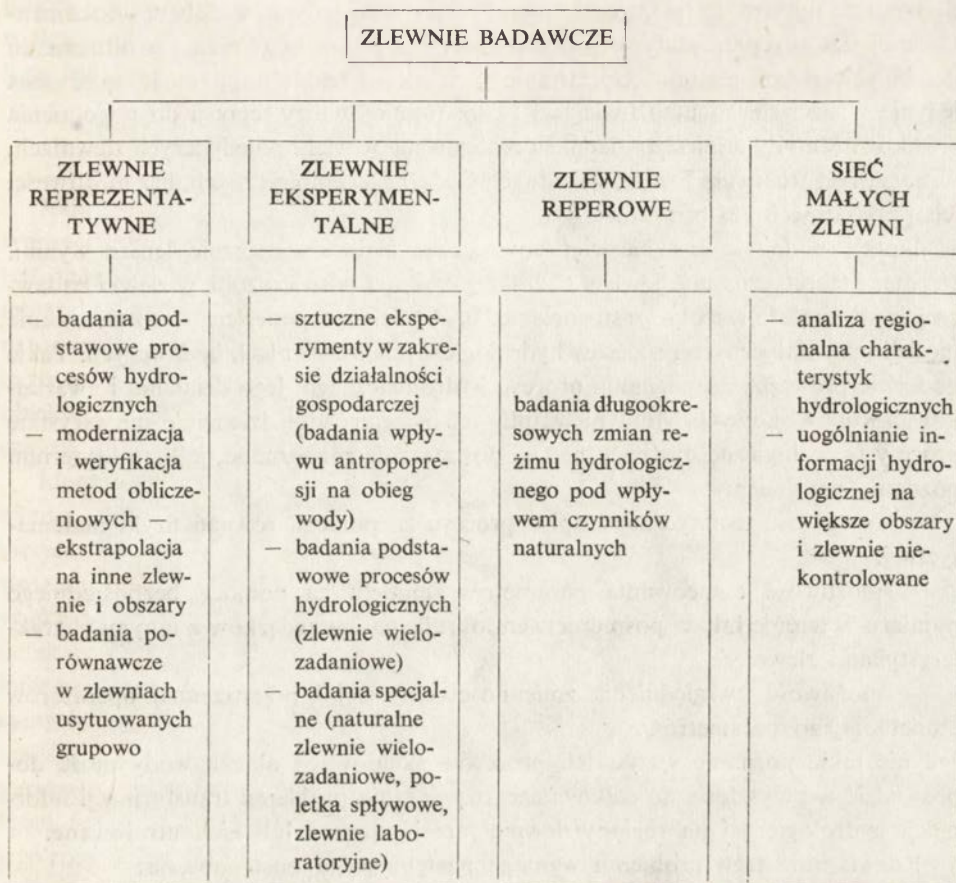 ZLEWNIE BADAWCZE
ZLEWNIE
REPREZENTA-
TYWNE
ZLEWNIE
EKSPERYMEN-
TALNE
ZLEWNIE
REPEROWE
SIEĆ
MAŁYCH
ZLEWNI
— badania pod-
stawowe pro-
cesów hydro-
logicznych
— modernizacja
i weryfikacja
metod oblicze-
niowych —
ekstrapolacja
na inne zlew-
nie i obszary
— badania po-
równawcze
w zlewniach
usytuowanych
grupowo
— sztuczne ekspe-
rymenty w zakre-
sie działalności
gospodarczej
(badania wpły-
wu antropopre-
sji na obieg
wody)
— badania podsta-
wowe procesów
hydrologicznych
(zlewnie wielo-
zadaniowe)
— badania specjal-
ne (naturalne
zlewnie wielo-
zadaniowe, po-
letka spływowe,
zlewnie labo-
ratoryjne)
badania długookre-
sowych zmian re-
żimu hydrologicz-
nego pod wpły-
wem czynników
naturalnych
— analiza regio-
nalna charak-
terystyk
hydrologicznych
— uogólnianie in-
formacji hydro-
logicznej na
większe obszary
i zlewnie nie-
kontrolowane